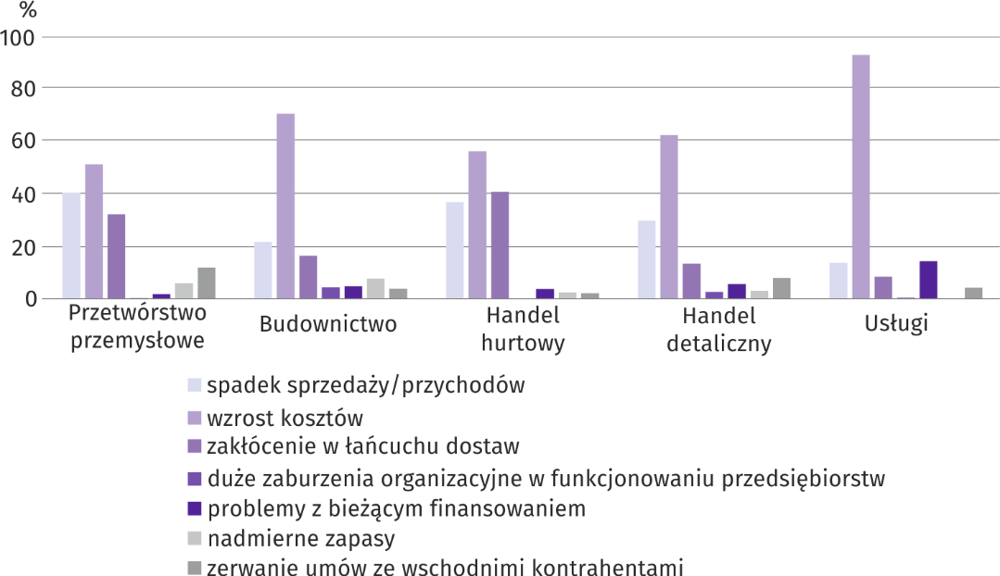 %
100
80
60
40
20
0
Przetwórstwo
przemysłowe
Budownictwo
Handel
hurtowy
Handel
detaliczny
Usługi
spadek sprzedaży/przychodów
wzrost kosztów
zakłócenie w łańcuchu dostaw
duże zaburzenia organizacyjne w funkcjonowaniu przedsiębiorstw
problemy z bieżącym finansowaniem
nadmierne zapasy
zerwanie umów ze wschodnimi kontrahentami